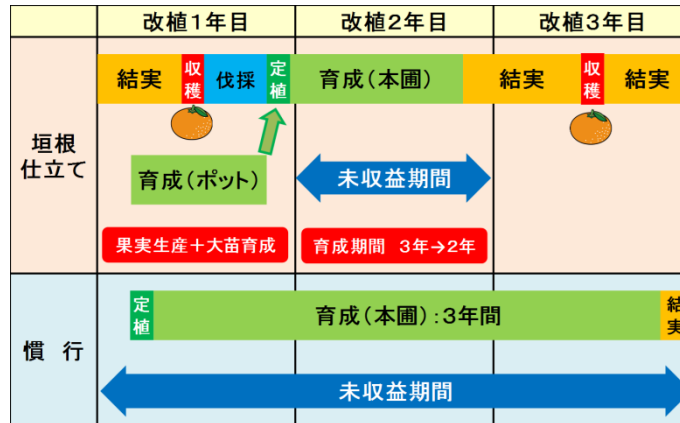 改植1年目
改植2年目
改植3年目
垣根
仕立て
結実
収穫
伐採
定植
育成(本圃)
結実
収穫
結実
育成(ポット)
未収益期間
果実生産+大苗育成
育成期間 3年→2年
慣 行
定植
育成(本圃):3年間
結実
未収益期間